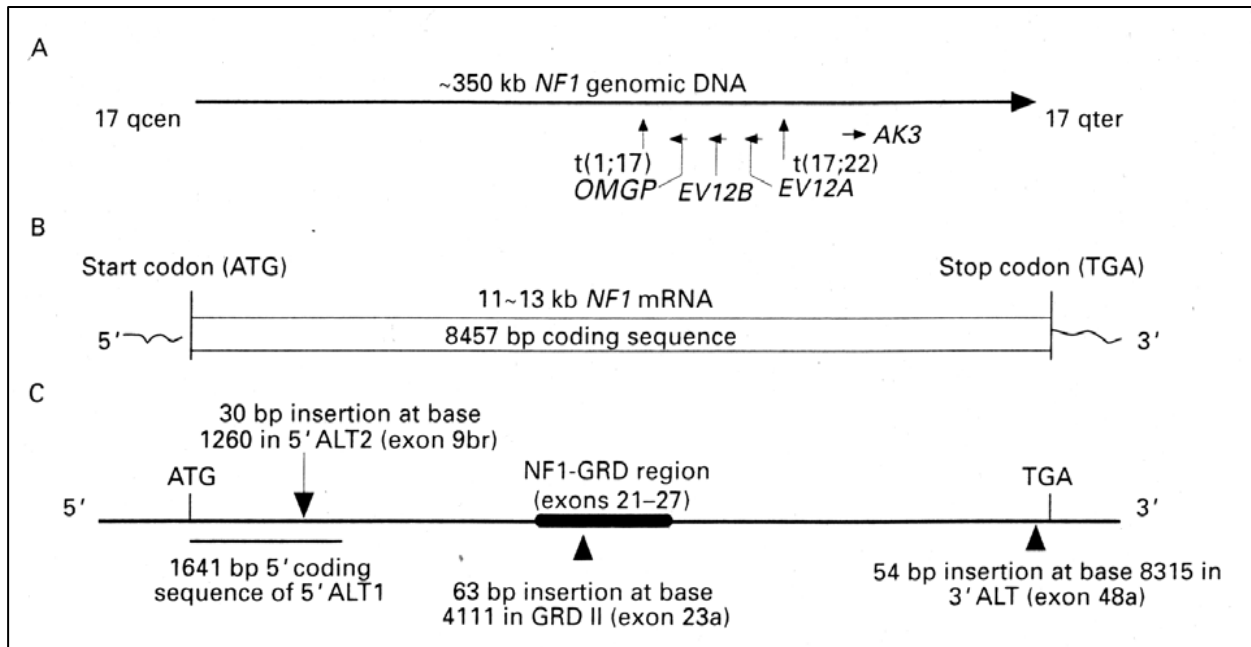 A
~350 kb NF1 genomic DNA
17 qcen
17 qter
AK3
t(1;17)
t(17;22)
OMGP
EV12B
EV12A
B
Start codon (ATG)
Stop codon (TGA)
11~13 kb NF1 mRNA
5′
8457 bp coding sequence
3′
C
30 bp insertion at base
1260 in 5′ALT2 (exon 9br)
ATG
NF1-GRD region
(exons 21–27)
TGA
5′
3′
1641 bp 5′coding
sequence of 5′ALT1
63 bp insertion at base
4111 in GRD II (exon 23a)
54 bp insertion at base 8315 in
3′ALT (exon 48a)